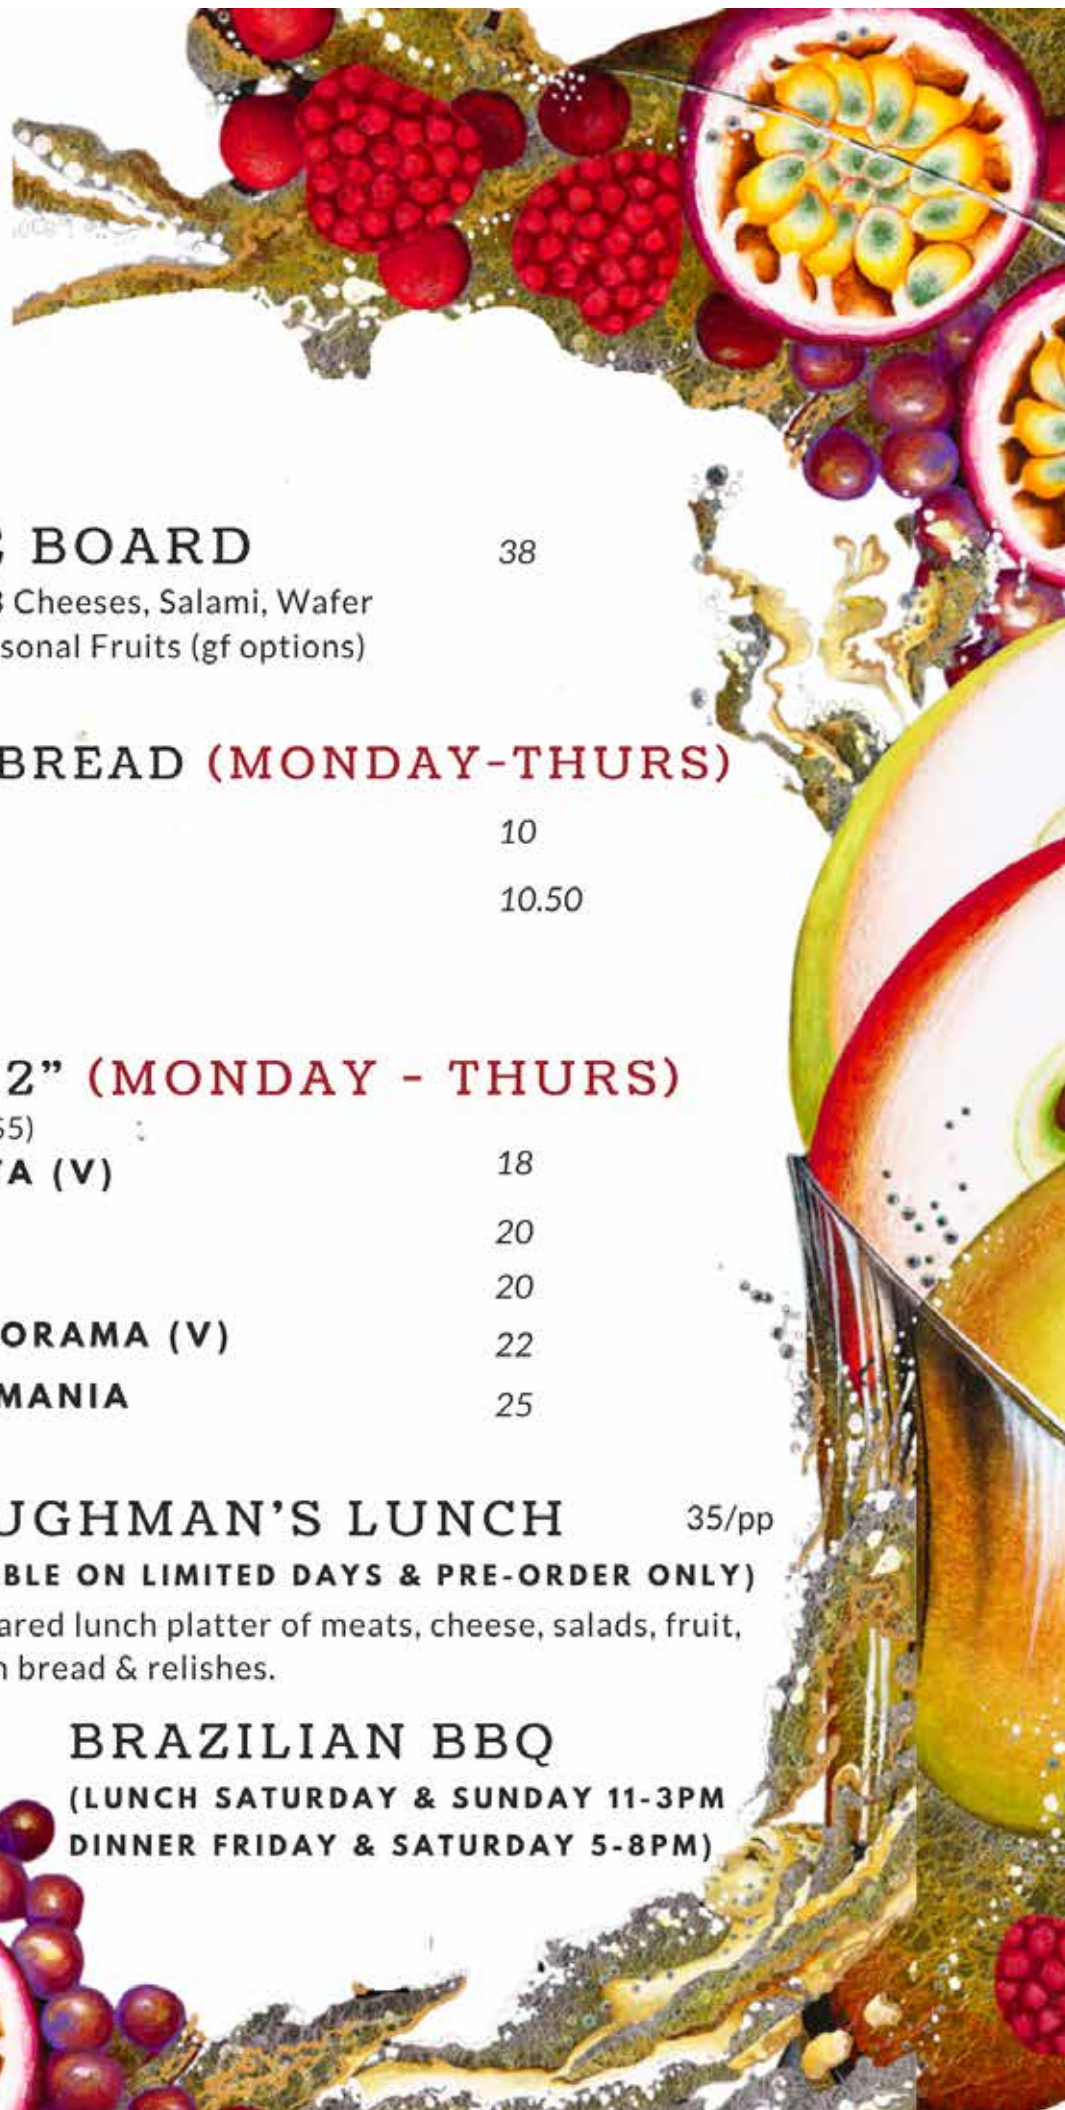 BOARD 38
3 Cheeses, Salami, Wafer
sonal Fruits (gf options)
BREAD (MONDAY-THURS)
10
10.50
2” (MONDAY - THURS)
$5)
TA (V) 18
20
20
ORAMA (V) 22
MANIA 25
UGHMAN’S LUNCH 35/pp
BLE ON LIMITED DAYS & PRE-ORDER ONLY)
ared lunch platter of meats, cheese, salads, fruit,
bread & relishes.
BRAZILIAN BBQ
(LUNCH SATURDAY & SUNDAY 11-3PM
DINNER FRIDAY & SATURDAY 5-8PM)